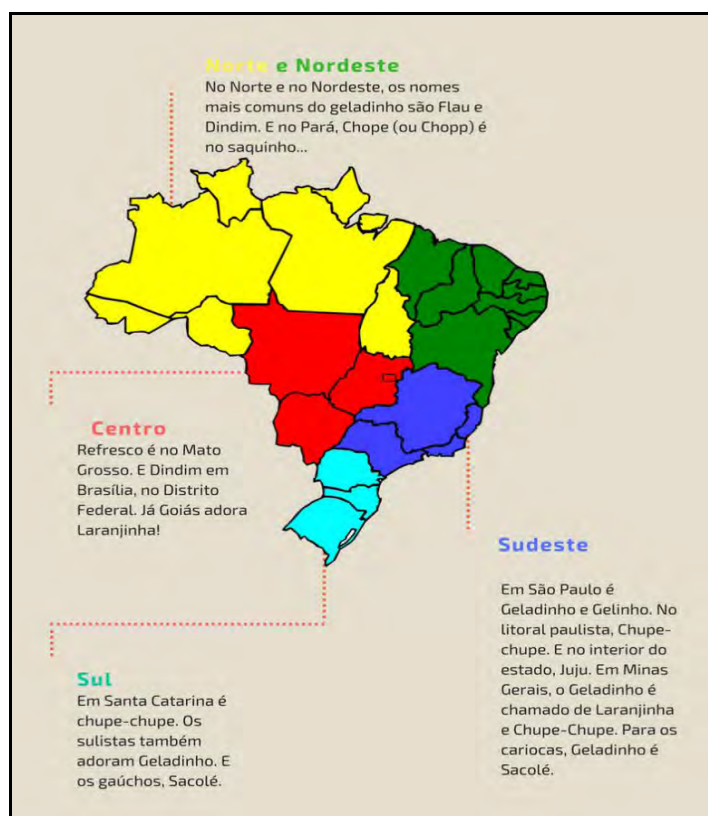 Norte e Nordeste
No Norte e no Nordeste, os nomes
mais comuns do geladinho são Flau e
Dindim. E no Pará, Chope (ou Chopp) é
no saquinho...
Centro
Refresco é no Mato
Grosso. E Dindim em
Brasília, no Distrito
Federal. Já Goiás adora
Laranjinha!
Sudeste
Em São Paulo é
Geladinho e Gelinho. No
litoral paulista, Chupe-
chupe. E no interior do
estado, Juju. Em Minas
Gerais, o Geladinho é
chamado de Laranjinha
e Chupe-Chupe. Para os
cariocas, Geladinho é
Sacolé.
Sul
Em Santa Catarina é
chupe-chupe. Os
sulistas também
adoram Geladinho. E
os gaúchos, Sacolé.